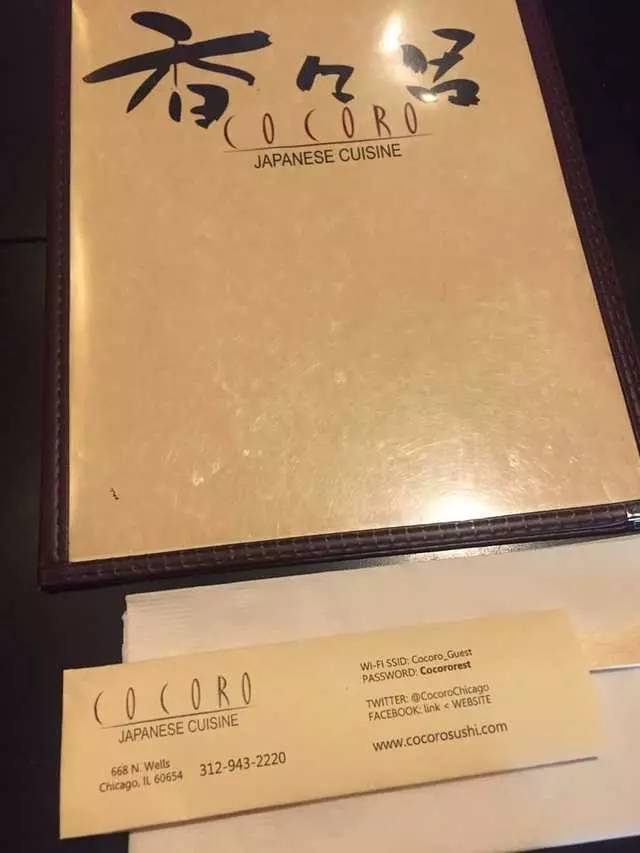 香々呂
COCORO
JAPANESE CUISINE
COCORO
JAPANESE CUISINE
668 N. Wells
Chicago, IL 60654
312-943-2220
WI-FI SSID: Cocoro_Guest
PASSWORD: Cocororest
TWITTER: @CocoroChicago
FACEBOOK: link < WEBSITE
www.cocorosushi.com